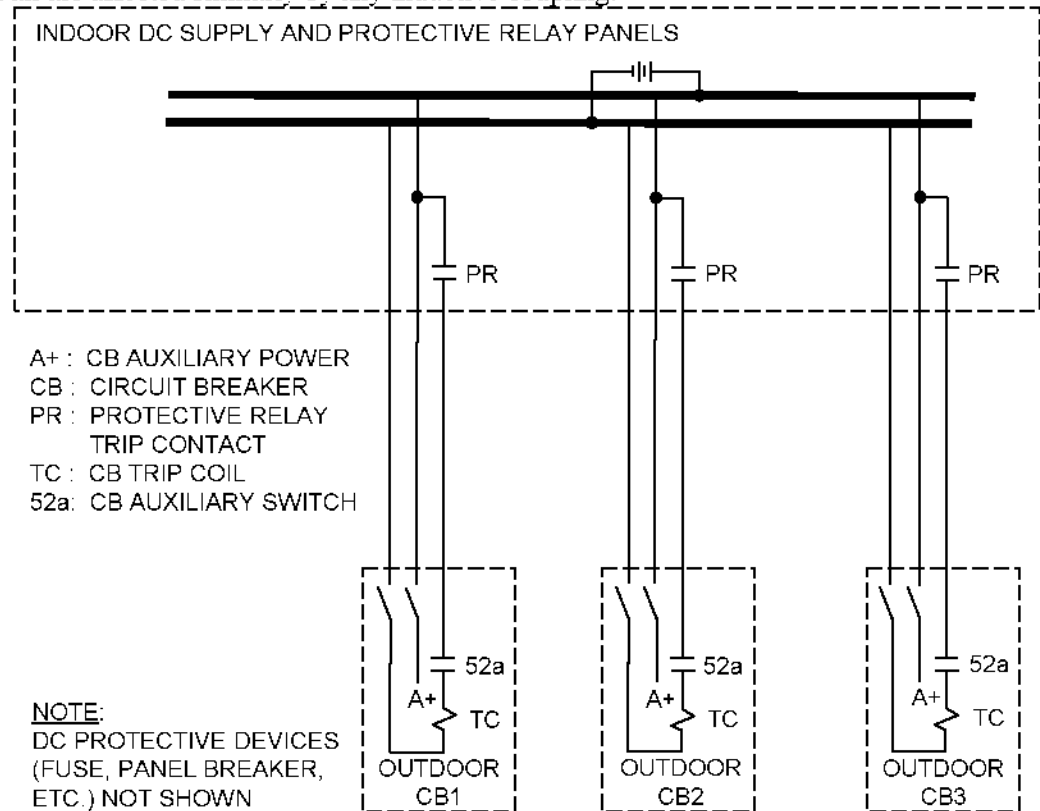 INDOOR DC SUPPLY AND PROTECTIVE RELAY PANELS
PR
PR
PR
A+ : CB AUXILIARY POWER
CB : CIRCUIT BREAKER
PR : PROTECTIVE RELAY
TRIP CONTACT
TC : CB TRIP COIL
52a: CB AUXILIARY SWITCH
52a
A+
TC
OUTDOOR
CB1
52a
A+
TC
OUTDOOR
CB2
52a
A+
TC
OUTDOOR
CB3
NOTE:
DC PROTECTIVE DEVICES
(FUSE, PANEL BREAKER,
ETC.) NOT SHOWN